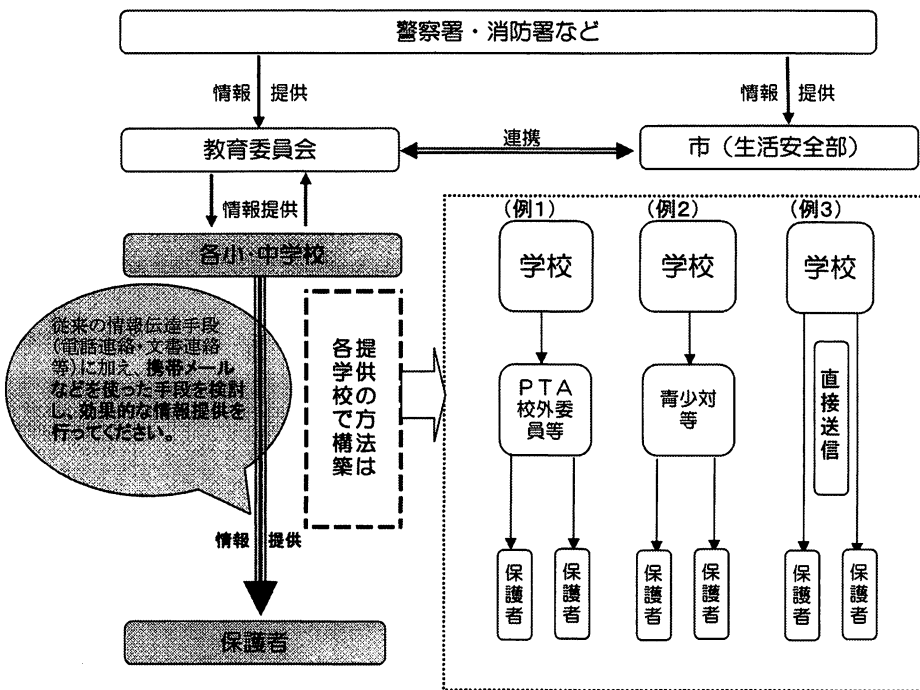 警察署・消防署など
情報 提供
情報 提供
教育委員会
連携
市（生活安全部）
情報提供
各小・中学校
従来の情報伝達手段
（電話連絡・文書連絡
等）に加え、携帯メール
などを使った手段を検討
し、効果的な情報提供を
行ってください。
提供の方法は
各学校で構築
情報 提供
保護者
（例１）
学校
ＰＴＡ
校外委
員等
保護者
保護者
（例２）
学校
青少対
等
保護者
保護者
（例３）
学校
直接送信
保護者
保護者